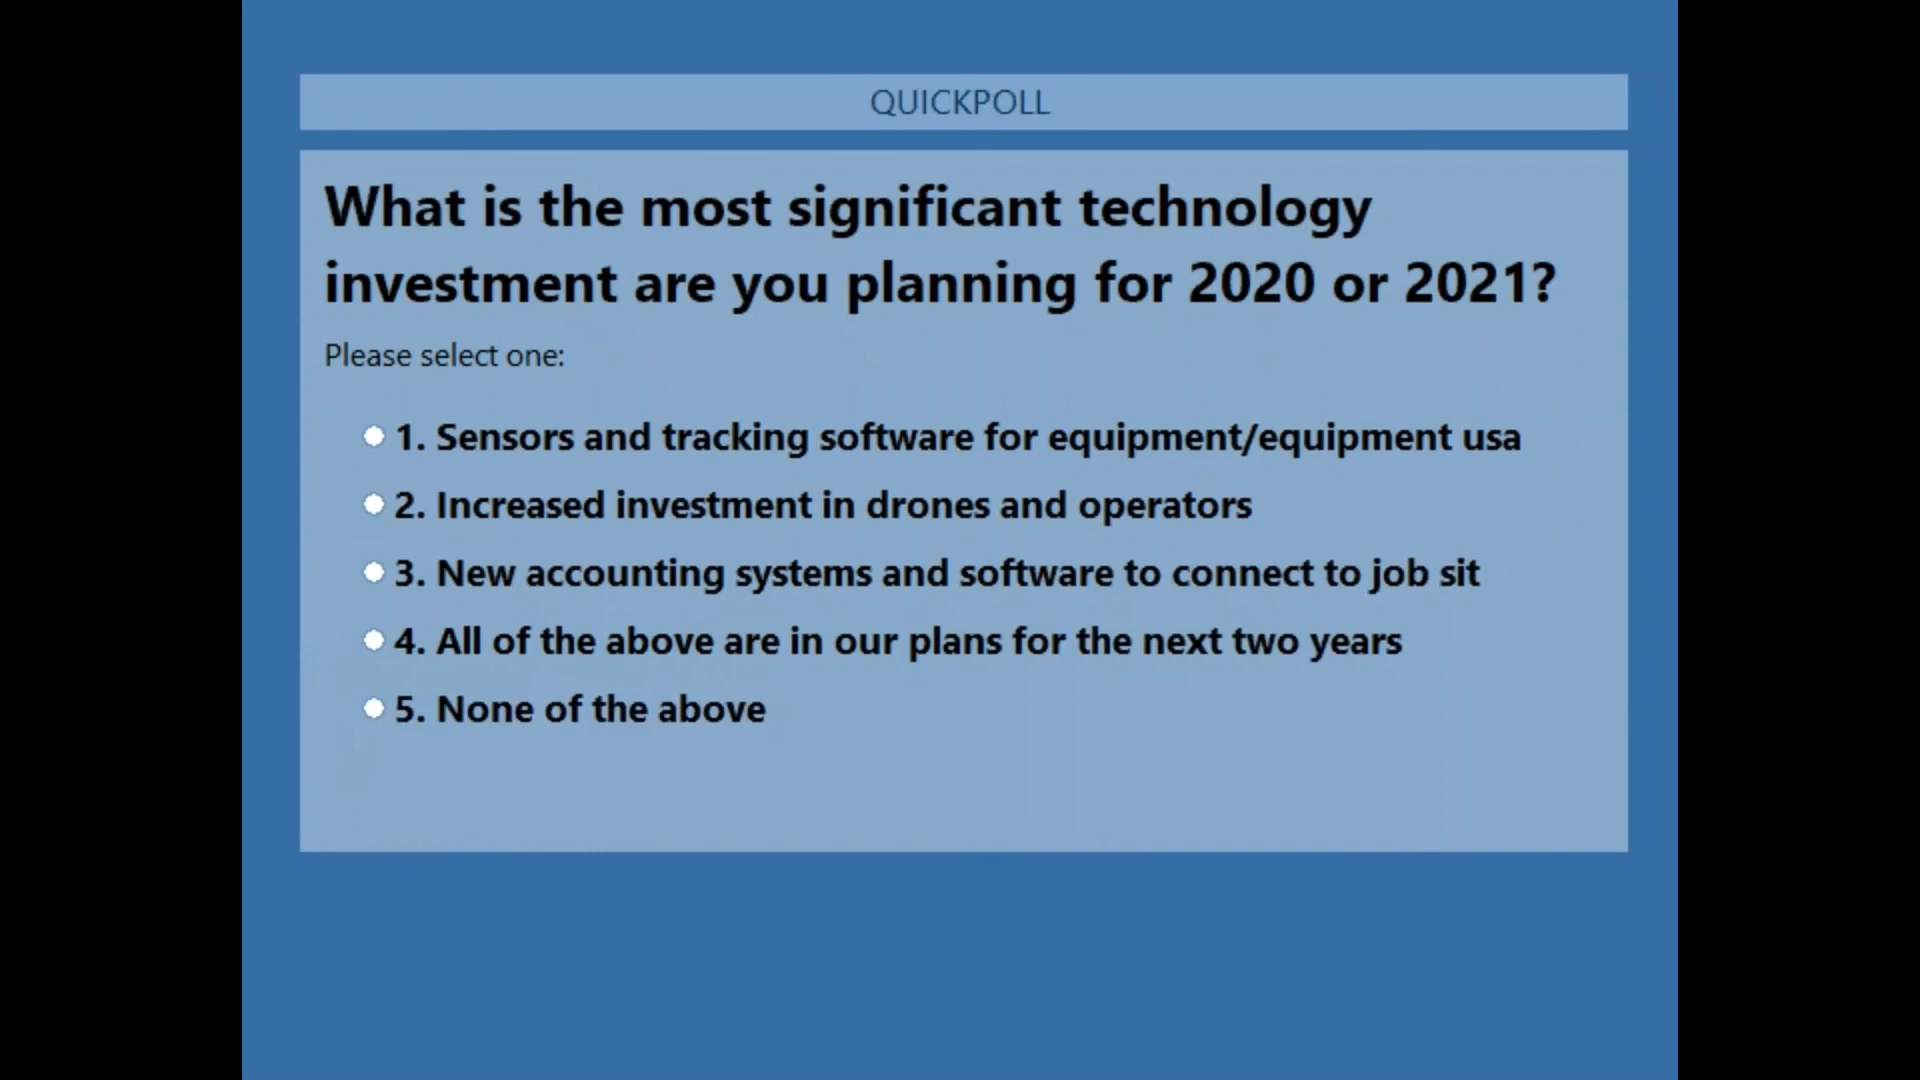 QUICKPOLL
What is the most significant technology
investment are you planning for 2020 or 2021?
Please select one:
1. Sensors and tracking software for equipment/equipment usa
2. Increased investment in drones and operators
3. New accounting systems and software to connect to job sit
4. All of the above are in our plans for the next two years
5. None of the above